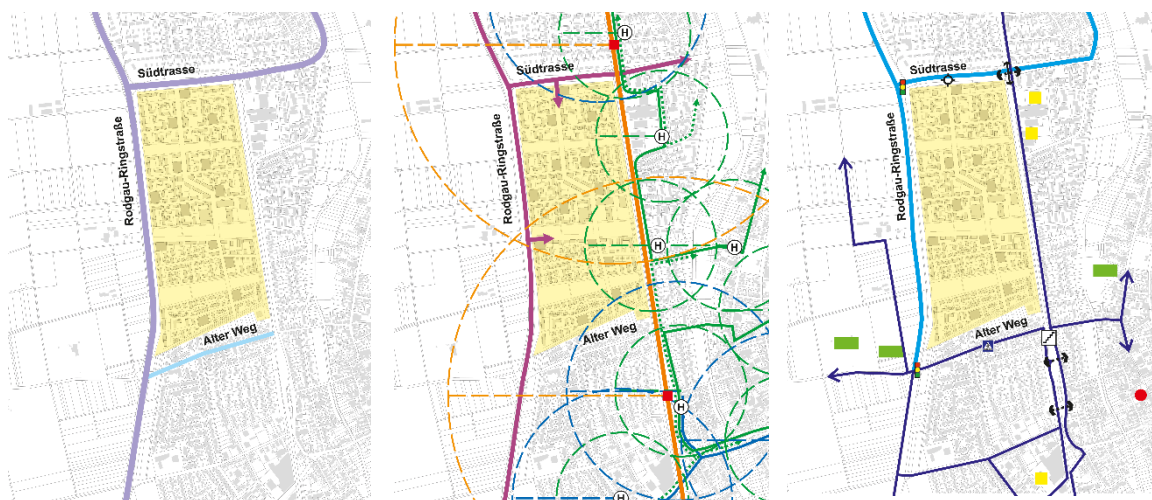 Südtrasse
Rodgau-Ringstraße
Alter Weg
H
Südtrasse
Rodgau-Ringstraße
H
H
H
Alter Weg
H
H
Südtrasse
Rodgau-Ringstraße
Alter Weg